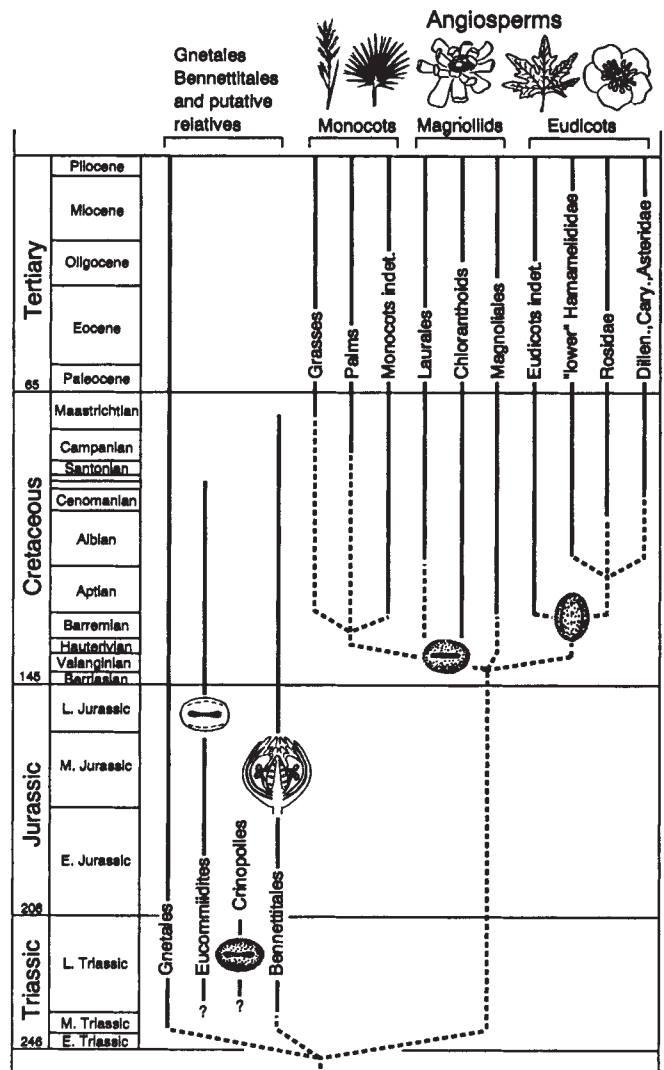 Angiosperms
Gnetales
Bennettitales
and putative
relatives
Monocots
Magnoliids
Eudicots
Tertiary
Pliocene
Miocene
Oligocene
Eocene
Paleocene
65
Grasses
Palms
Monocots indet.
Laurales
Chloranthoids
Magnoliales
Eudicots indet.
"lower" Hamamelididae
Rosidae
Dillen.,Cary.,Asteridae
Cretaceous
Maastrichtian
Campanian
Santonian
Cenomanian
Albian
Aptian
Barremian
Hauterivian
Valanginian
Berriasian
145
Jurassic
L. Jurassic
M. Jurassic
E. Jurassic
208
Triassic
L. Triassic
M. Triassic
E. Triassic
246
Gnetales
Eucommiidites
?
Crinopolles
?
Bennettitales